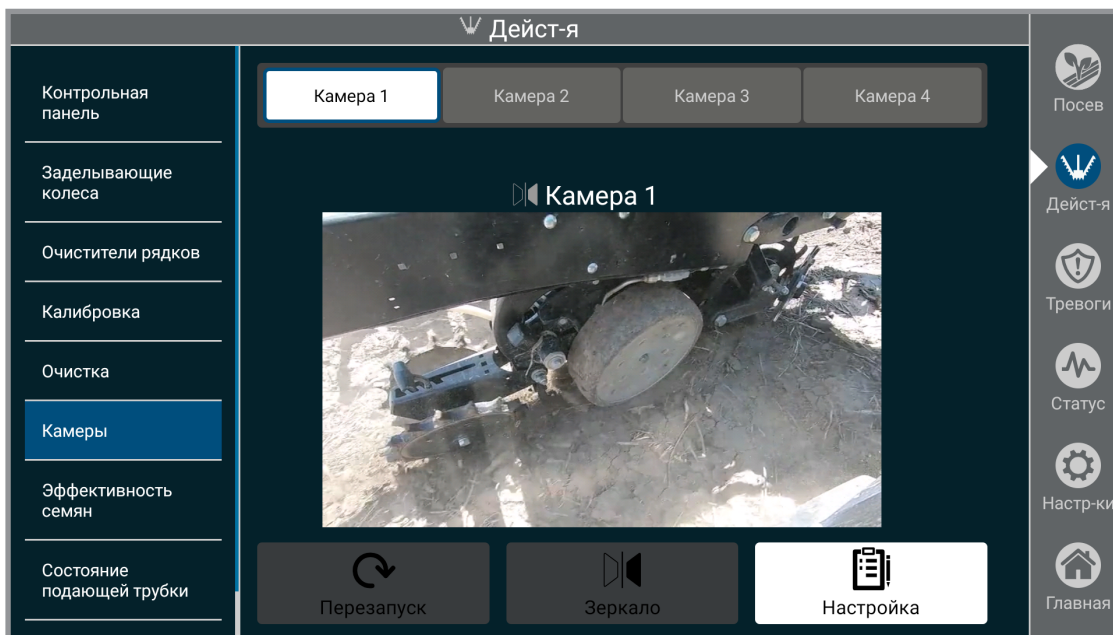 Дейст-я
Контрольная
панель
Заделывающие
колеса
Очистители рядков
Калибровка
Очистка
Камеры
Эффективность
семян
Состояние
подающей трубки
Камера 1
Камера 2
Камера 3
Камера 4
Камера 1
Перезапуск
Зеркало
Настройка
Посев
Дейст-я
Тревоги
Статус
Настр-ки
Главная